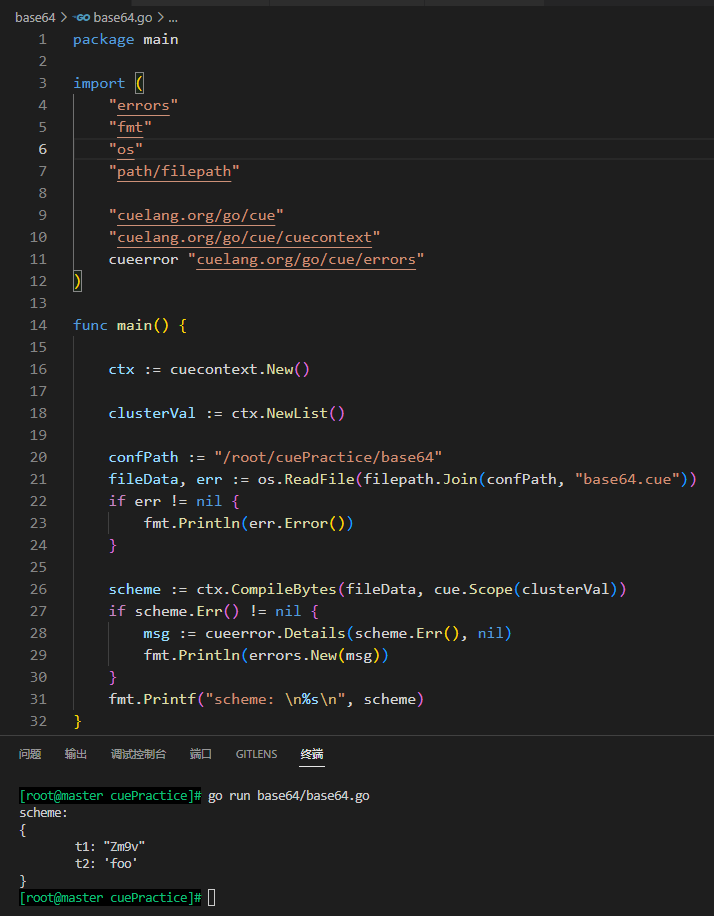 base64 > base64.go > ...
1 package main
2
3 import (
4 "errors"
5 "fmt"
6 "os"
7 "path/filepath"
8
9 "cuelang.org/go/cue"
10 "cuelang.org/go/cue/cuecontext"
11 cueerror "cuelang.org/go/cue/errors"
12 )
13
14 func main() {
15
16 ctx := cuecontext.New()
17
18 clusterVal := ctx.NewList()
19
20 confPath := "/root/cuePractice/base64"
21 fileData, err := os.ReadFile(filepath.Join(confPath, "base64.cue"))
22 if err != nil {
23 fmt.Println(err.Error())
24 }
25
26 scheme := ctx.CompileBytes(fileData, cue.Scope(clusterVal))
27 if scheme.Err() != nil {
28 msg := cueerror.Details(scheme.Err(), nil)
29 fmt.Println(errors.New(msg))
30 }
31 fmt.Printf("scheme: \n%s\n", scheme)
32 }
问题 输出 调试控制台 端口 GITLENS 终端
[root@master cuePractice]# go run base64/base64.go
scheme:
{
t1: "Zm9v"
t2: 'foo'
}
[root@master cuePractice]#